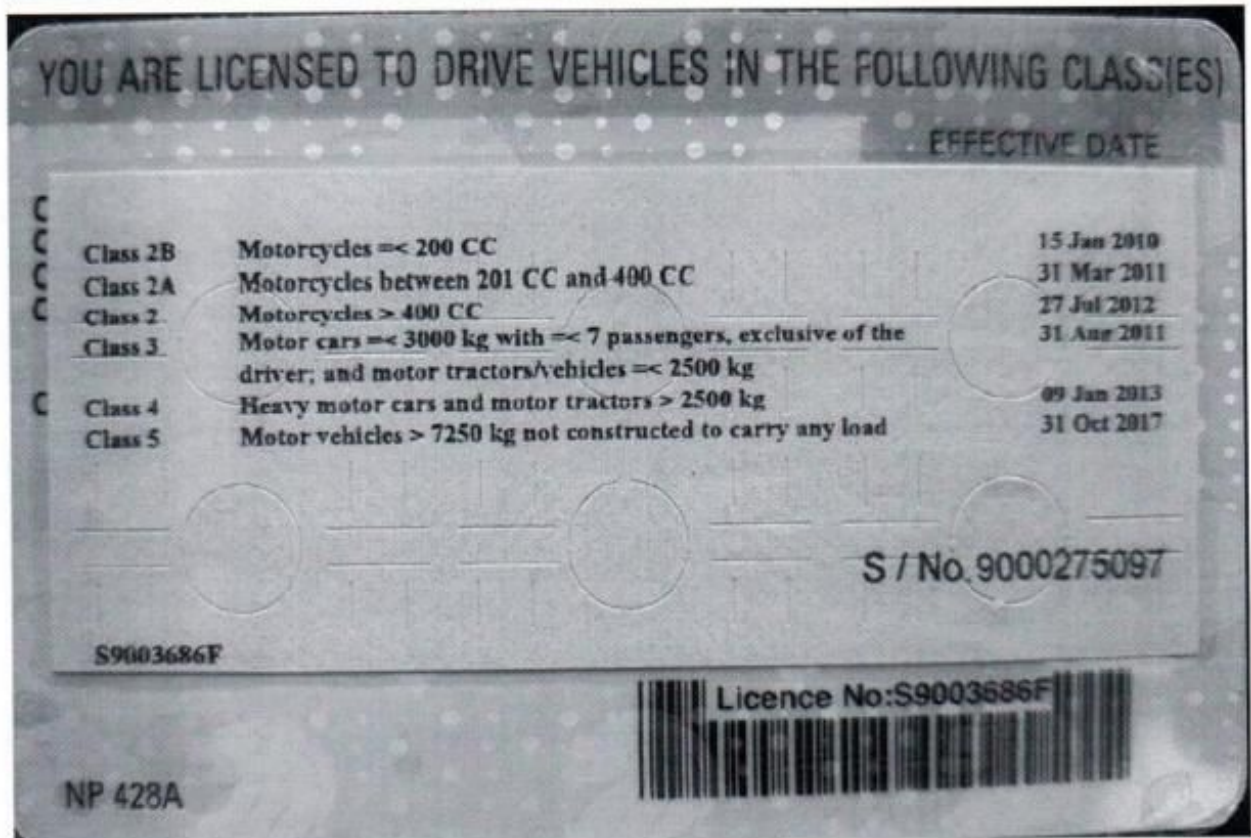 YOU ARE LICENSED TO DRIVE VEHICLES IN THE FOLLOWING CLASS(ES)
EFFECTIVE DATE
Class 2B Motorcycles =< 200 CC 15 Jan 2010
Class 2A Motorcycles between 201 CC and 400 CC 31 Mar 2011
Class 2 Motorcycles > 400 CC 27 Jul 2012
Class 3 Motor cars =< 3000 kg with =< 7 passengers, exclusive of the 31 Aug 2011
driver; and motor tractors/vehicles =< 2500 kg
Class 4 Heavy motor cars and motor tractors > 2500 kg 09 Jan 2013
Class 5 Motor vehicles > 7250 kg not constructed to carry any load 31 Oct 2017
S / No. 9000275097
S9003686F
Licence No:S9003686F
NP 428A